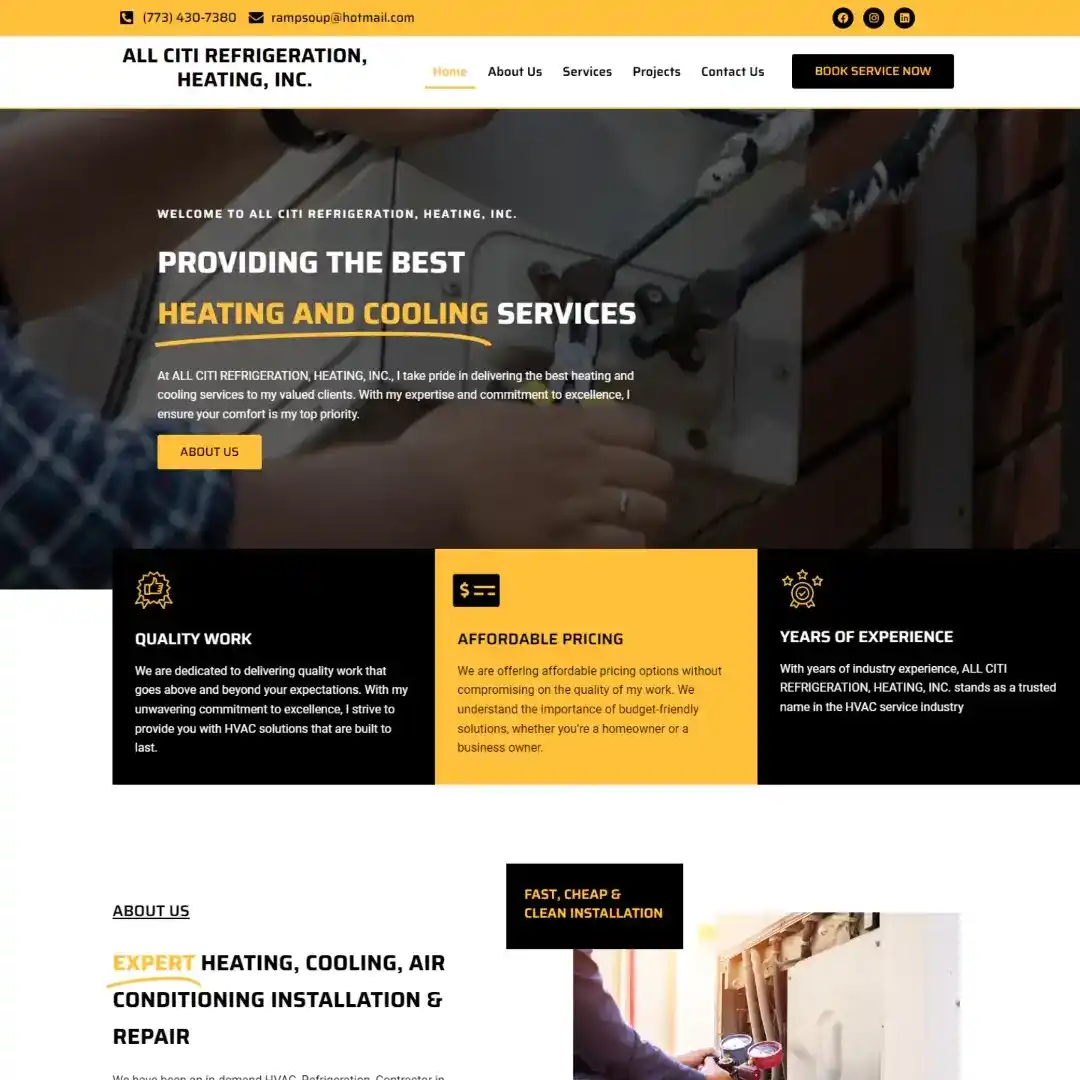 (773) 430-7380 rampsoup@hotmail.com
ALL CITI REFRIGERATION,
HEATING, INC.
Home About Us Services Projects Contact Us BOOK SERVICE NOW
WELCOME TO ALL CITI REFRIGERATION, HEATING, INC.
PROVIDING THE BEST
HEATING AND COOLING SERVICES
At ALL CITI REFRIGERATION, HEATING, INC., I take pride in delivering the best heating and
cooling services to my valued clients. With my expertise and commitment to excellence, I
ensure your comfort is my top priority.
ABOUT US
QUALITY WORK
We are dedicated to delivering quality work that
goes above and beyond your expectations. With my
unwavering commitment to excellence, I strive to
provide you with HVAC solutions that are built to
last.
AFFORDABLE PRICING
We are offering affordable pricing options without
compromising on the quality of my work. We
understand the importance of budget-friendly
solutions, whether you're a homeowner or a
business owner.
YEARS OF EXPERIENCE
With years of industry experience, ALL CITI
REFRIGERATION, HEATING, INC. stands as a trusted
name in the HVAC service industry
ABOUT US
EXPERT HEATING, COOLING, AIR
CONDITIONING INSTALLATION &
REPAIR
We have been an in-demand HVAC, Refrigeration, Contractor in
FAST, CHEAP &
CLEAN INSTALLATION